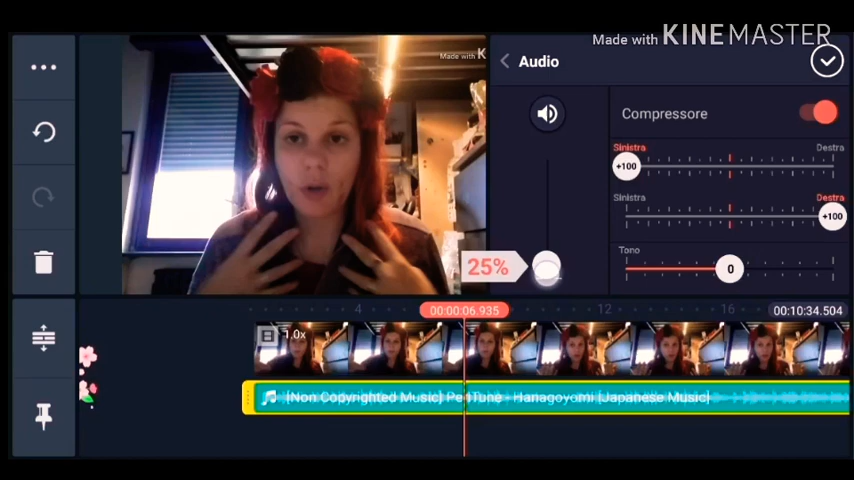 Made with KINEMASTER
Made with K
Audio
Compressore
Sinistra
Destra
+100
Sinistra
Destra
+100
25%
Tono
0
4
00:00:06.935
12
16
00:10:34.504
1.0x
[Non Copyrighted Music] PeriTune - Hanagoyomi [Japanese Music]